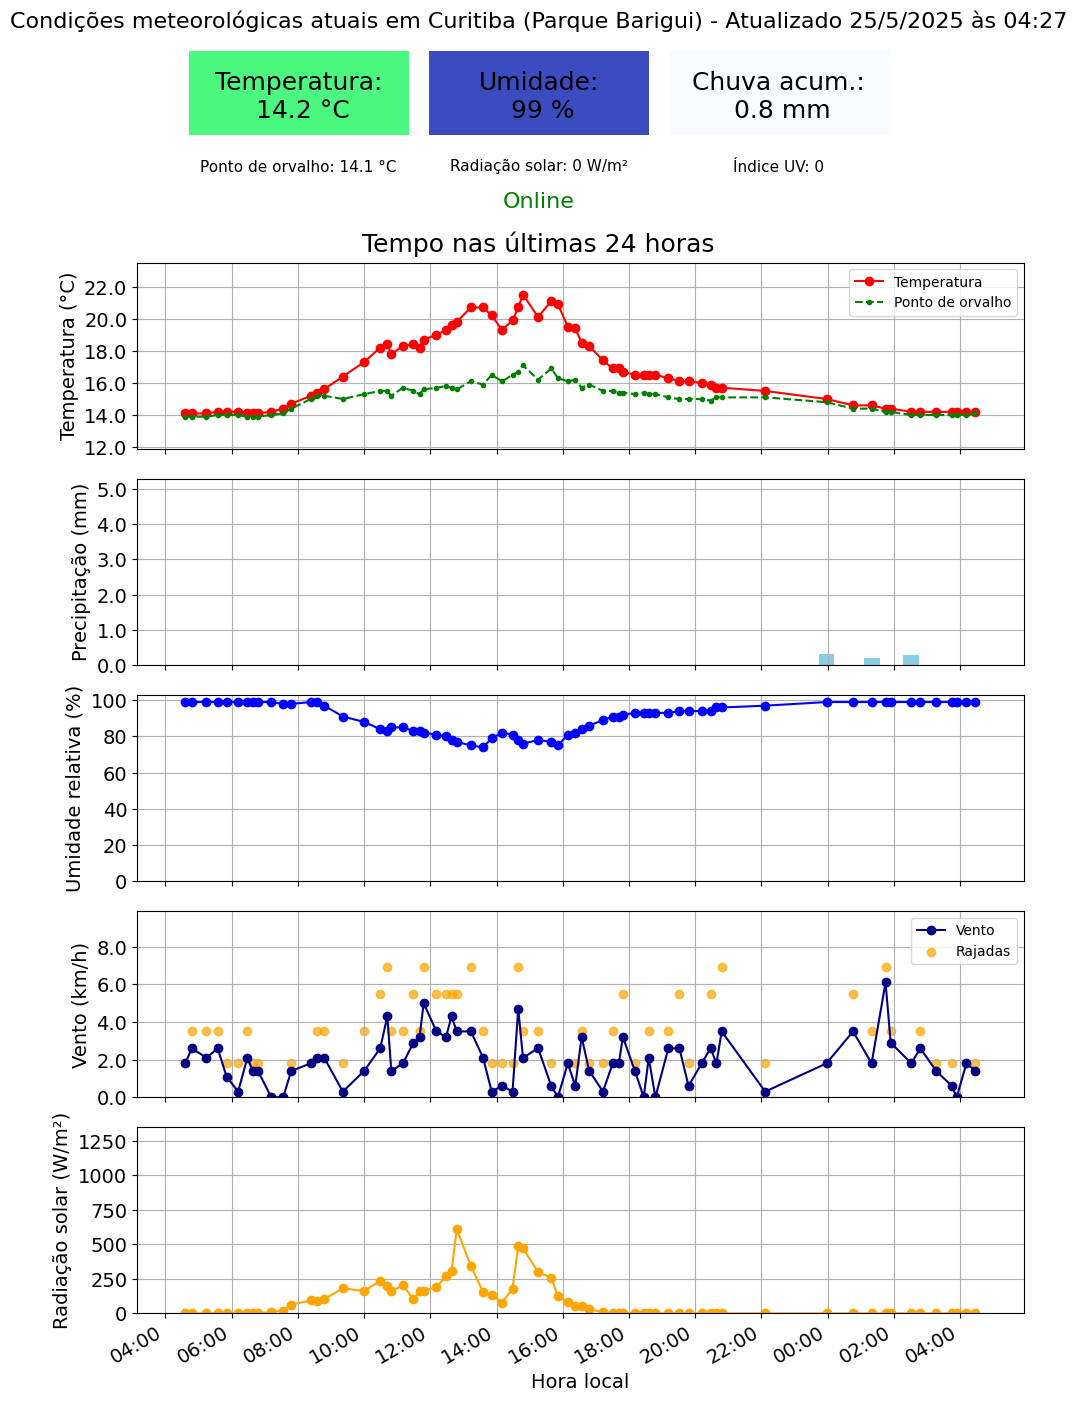 Condições meteorológicas atuais em Curitiba (Parque Barigui) - Atualizado 25/5/2025 às 04:27
Temperatura:
14.2 °C
Umidade:
99 %
Chuva acum.:
0.8 mm
Ponto de orvalho: 14.1 °C
Radiação solar: 0 W/m²
Índice UV: 0
Online
Tempo nas últimas 24 horas
Temperatura (°C)
22.0
20.0
18.0
16.0
14.0
12.0
Temperatura
Ponto de orvalho
Precipitação (mm)
5.0
4.0
3.0
2.0
1.0
0.0
Umidade relativa (%)
100
80
60
40
20
0
Vento (km/h)
8.0
6.0
4.0
2.0
0.0
Vento
Rajadas
Radiação solar (W/m²)
1250
1000
750
500
250
0
04:00
06:00
08:00
10:00
12:00
14:00
16:00
18:00
20:00
22:00
00:00
02:00
04:00
Hora local